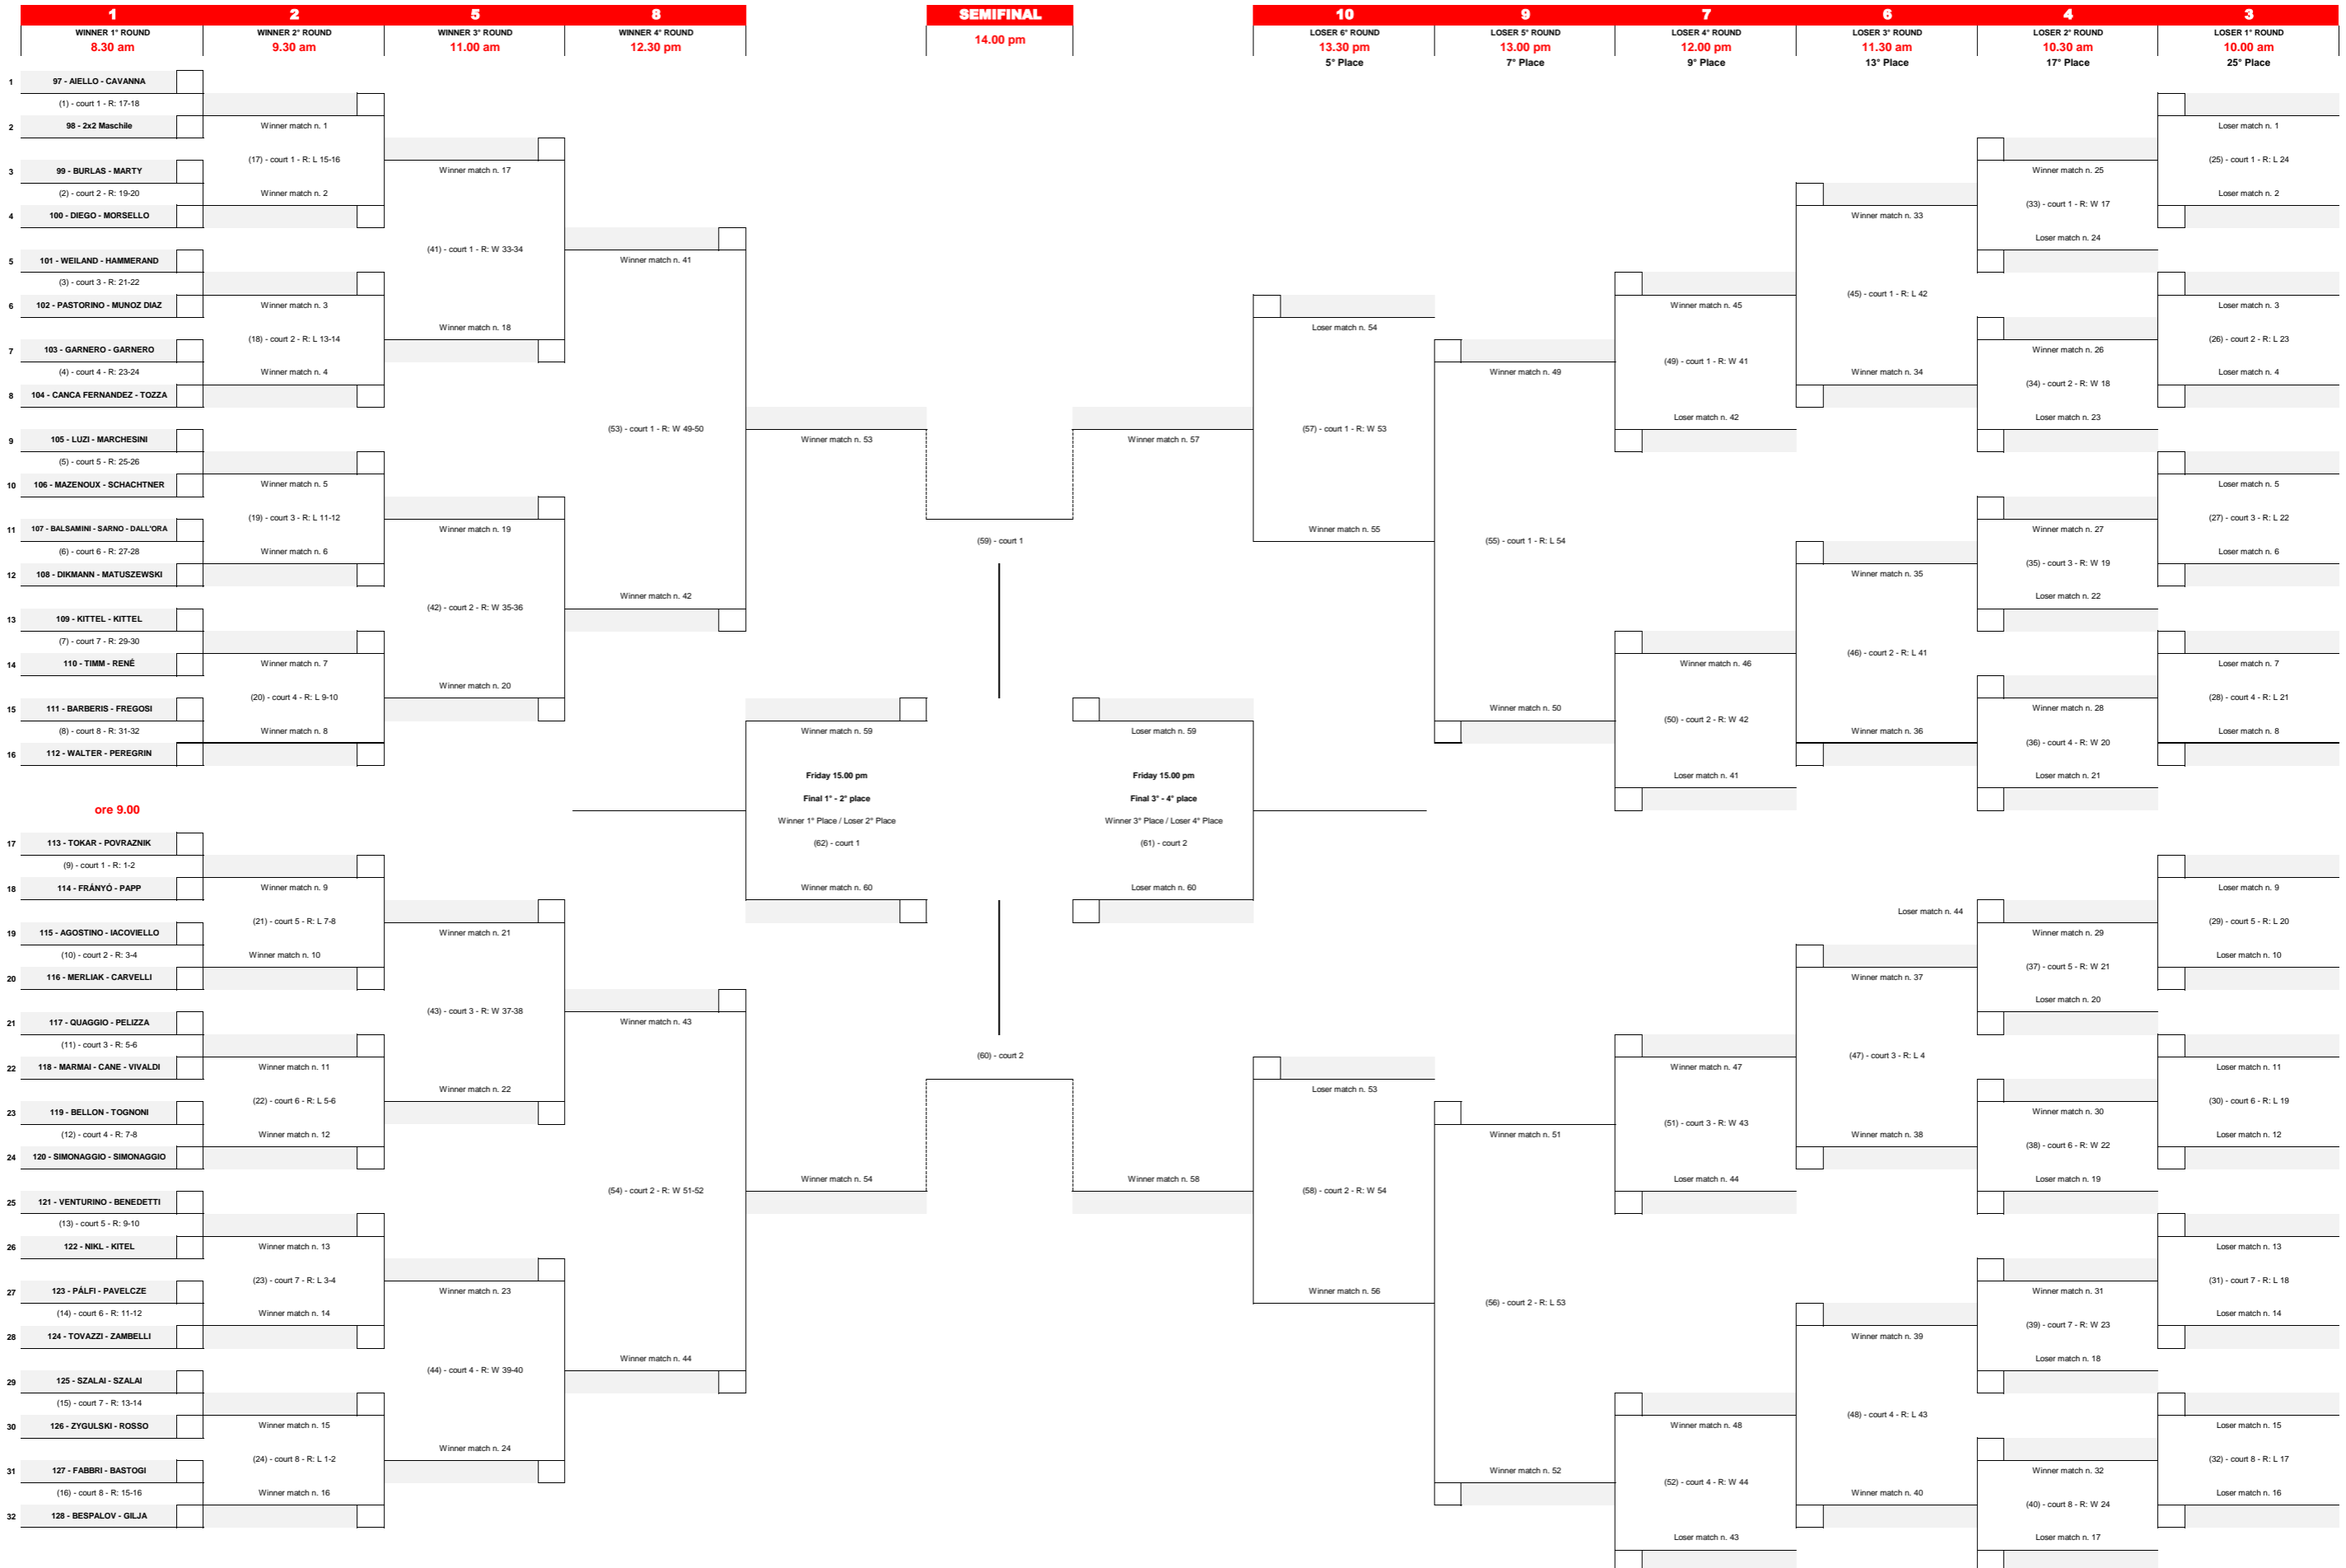 1 2 5 8 SEMIFINAL 10 9 7 6 4 3
WINNER 1° ROUND WINNER 2° ROUND WINNER 3° ROUND WINNER 4° ROUND LOSER 6° ROUND LOSER 5° ROUND LOSER 4° ROUND LOSER 3° ROUND LOSER 2° ROUND LOSER 1° ROUND
8.30 am 9.30 am 11.00 am 12.30 pm 14.00 pm 13.30 pm 13.00 pm 12.00 pm 11.30 am 10.30 am 10.00 am
5° Place 7° Place 9° Place 13° Place 17° Place 25° Place
1 97 - AIELLO - CAVANNA
(1) - court 1 - R: 17-18
2 98 - 2x2 Maschile
3 99 - BURLAS - MARTY
(2) - court 2 - R: 19-20
4 100 - DIEGO - MORSELLO
5 101 - WEILAND - HAMMERAND
(3) - court 3 - R: 21-22
6 102 - PASTORINO - MUNOZ DIAZ
7 103 - GARNERO - GARNERO
(4) - court 4 - R: 23-24
8 104 - CANCA FERNANDEZ - TOZZA
9 105 - LUZI - MARCHESINI
(5) - court 5 - R: 25-26
10 106 - MAZENOUX - SCHACHTNER
11 107 - BALSAMINI - SARNO - DALL'ORA
(6) - court 6 - R: 27-28
12 108 - DIKMANN - MATUSZEWSKI
13 109 - KITTEL - KITTEL
(7) - court 7 - R: 29-30
14 110 - TIMM - RENÉ
15 111 - BARBERIS - FREGOSI
(8) - court 8 - R: 31-32
16 112 - WALTER - PEREGRIN
ore 9.00
17 113 - TOKAR - POVRAZNIK
(9) - court 1 - R: 1-2
18 114 - FRÁNYÓ - PAPP
19 115 - AGOSTINO - IACOVIELLO
(10) - court 2 - R: 3-4
20 116 - MERLIAK - CARVELLI
21 117 - QUAGGIO - PELIZZA
(11) - court 3 - R: 5-6
22 118 - MARMAI - CANE - VIVALDI
23 119 - BELLON - TOGNONI
(12) - court 4 - R: 7-8
24 120 - SIMONAGGIO - SIMONAGGIO
25 121 - VENTURINO - BENEDETTI
(13) - court 5 - R: 9-10
26 122 - NIKL - KITEL
27 123 - PÁLFI - PAVELCZE
(14) - court 6 - R: 11-12
28 124 - TOVAZZI - ZAMBELLI
29 125 - SZALAI - SZALAI
(15) - court 7 - R: 13-14
30 126 - ZYGULSKI - ROSSO
31 127 - FABBRI - BASTOGI
(16) - court 8 - R: 15-16
32 128 - BESPALOV - GILJA
Winner match n. 1
(17) - court 1 - R: L 15-16
Winner match n. 2
Winner match n. 3
(18) - court 2 - R: L 13-14
Winner match n. 4
Winner match n. 5
(19) - court 3 - R: L 11-12
Winner match n. 6
Winner match n. 7
(20) - court 4 - R: L 9-10
Winner match n. 8
Winner match n. 9
(21) - court 5 - R: L 7-8
Winner match n. 10
Winner match n. 11
(22) - court 6 - R: L 5-6
Winner match n. 12
Winner match n. 13
(23) - court 7 - R: L 3-4
Winner match n. 14
Winner match n. 15
(24) - court 8 - R: L 1-2
Winner match n. 16
Winner match n. 17
(41) - court 1 - R: W 33-34
Winner match n. 18
Winner match n. 19
(42) - court 2 - R: W 35-36
Winner match n. 20
Winner match n. 21
(43) - court 3 - R: W 37-38
Winner match n. 22
Winner match n. 23
(44) - court 4 - R: W 39-40
Winner match n. 24
Winner match n. 41
(53) - court 1 - R: W 49-50
Winner match n. 42
Winner match n. 43
(54) - court 2 - R: W 51-52
Winner match n. 44
Winner match n. 53
Winner match n. 59
Friday 15.00 pm
Final 1° - 2° place
Winner 1° Place / Loser 2° Place
(62) - court 1
Winner match n. 60
Winner match n. 54
(59) - court 1
(60) - court 2
Winner match n. 57
Loser match n. 59
Friday 15.00 pm
Final 3° - 4° place
Winner 3° Place / Loser 4° Place
(61) - court 2
Loser match n. 60
Winner match n. 58
Loser match n. 54
(57) - court 1 - R: W 53
Winner match n. 55
Loser match n. 53
(58) - court 2 - R: W 54
Winner match n. 56
Winner match n. 49
(55) - court 1 - R: L 54
Winner match n. 50
Winner match n. 51
(56) - court 2 - R: L 53
Winner match n. 52
Winner match n. 45
(49) - court 1 - R: W 41
Loser match n. 42
Winner match n. 46
(50) - court 2 - R: W 42
Loser match n. 41
Winner match n. 47
(51) - court 3 - R: W 43
Loser match n. 44
Winner match n. 48
(52) - court 4 - R: W 44
Loser match n. 43
Winner match n. 33
(45) - court 1 - R: L 42
Winner match n. 34
Winner match n. 35
(46) - court 2 - R: L 41
Winner match n. 36
Loser match n. 44
Winner match n. 37
(47) - court 3 - R: L 4
Winner match n. 38
Winner match n. 39
(48) - court 4 - R: L 43
Winner match n. 40
Winner match n. 25
(33) - court 1 - R: W 17
Loser match n. 24
Winner match n. 26
(34) - court 2 - R: W 18
Loser match n. 23
Winner match n. 27
(35) - court 3 - R: W 19
Loser match n. 22
Winner match n. 28
(36) - court 4 - R: W 20
Loser match n. 21
Winner match n. 29
(37) - court 5 - R: W 21
Loser match n. 20
Winner match n. 30
(38) - court 6 - R: W 22
Loser match n. 19
Winner match n. 31
(39) - court 7 - R: W 23
Loser match n. 18
Winner match n. 32
(40) - court 8 - R: W 24
Loser match n. 17
Loser match n. 1
(25) - court 1 - R: L 24
Loser match n. 2
Loser match n. 3
(26) - court 2 - R: L 23
Loser match n. 4
Loser match n. 5
(27) - court 3 - R: L 22
Loser match n. 6
Loser match n. 7
(28) - court 4 - R: L 21
Loser match n. 8
Loser match n. 9
(29) - court 5 - R: L 20
Loser match n. 10
Loser match n. 11
(30) - court 6 - R: L 19
Loser match n. 12
Loser match n. 13
(31) - court 7 - R: L 18
Loser match n. 14
Loser match n. 15
(32) - court 8 - R: L 17
Loser match n. 16